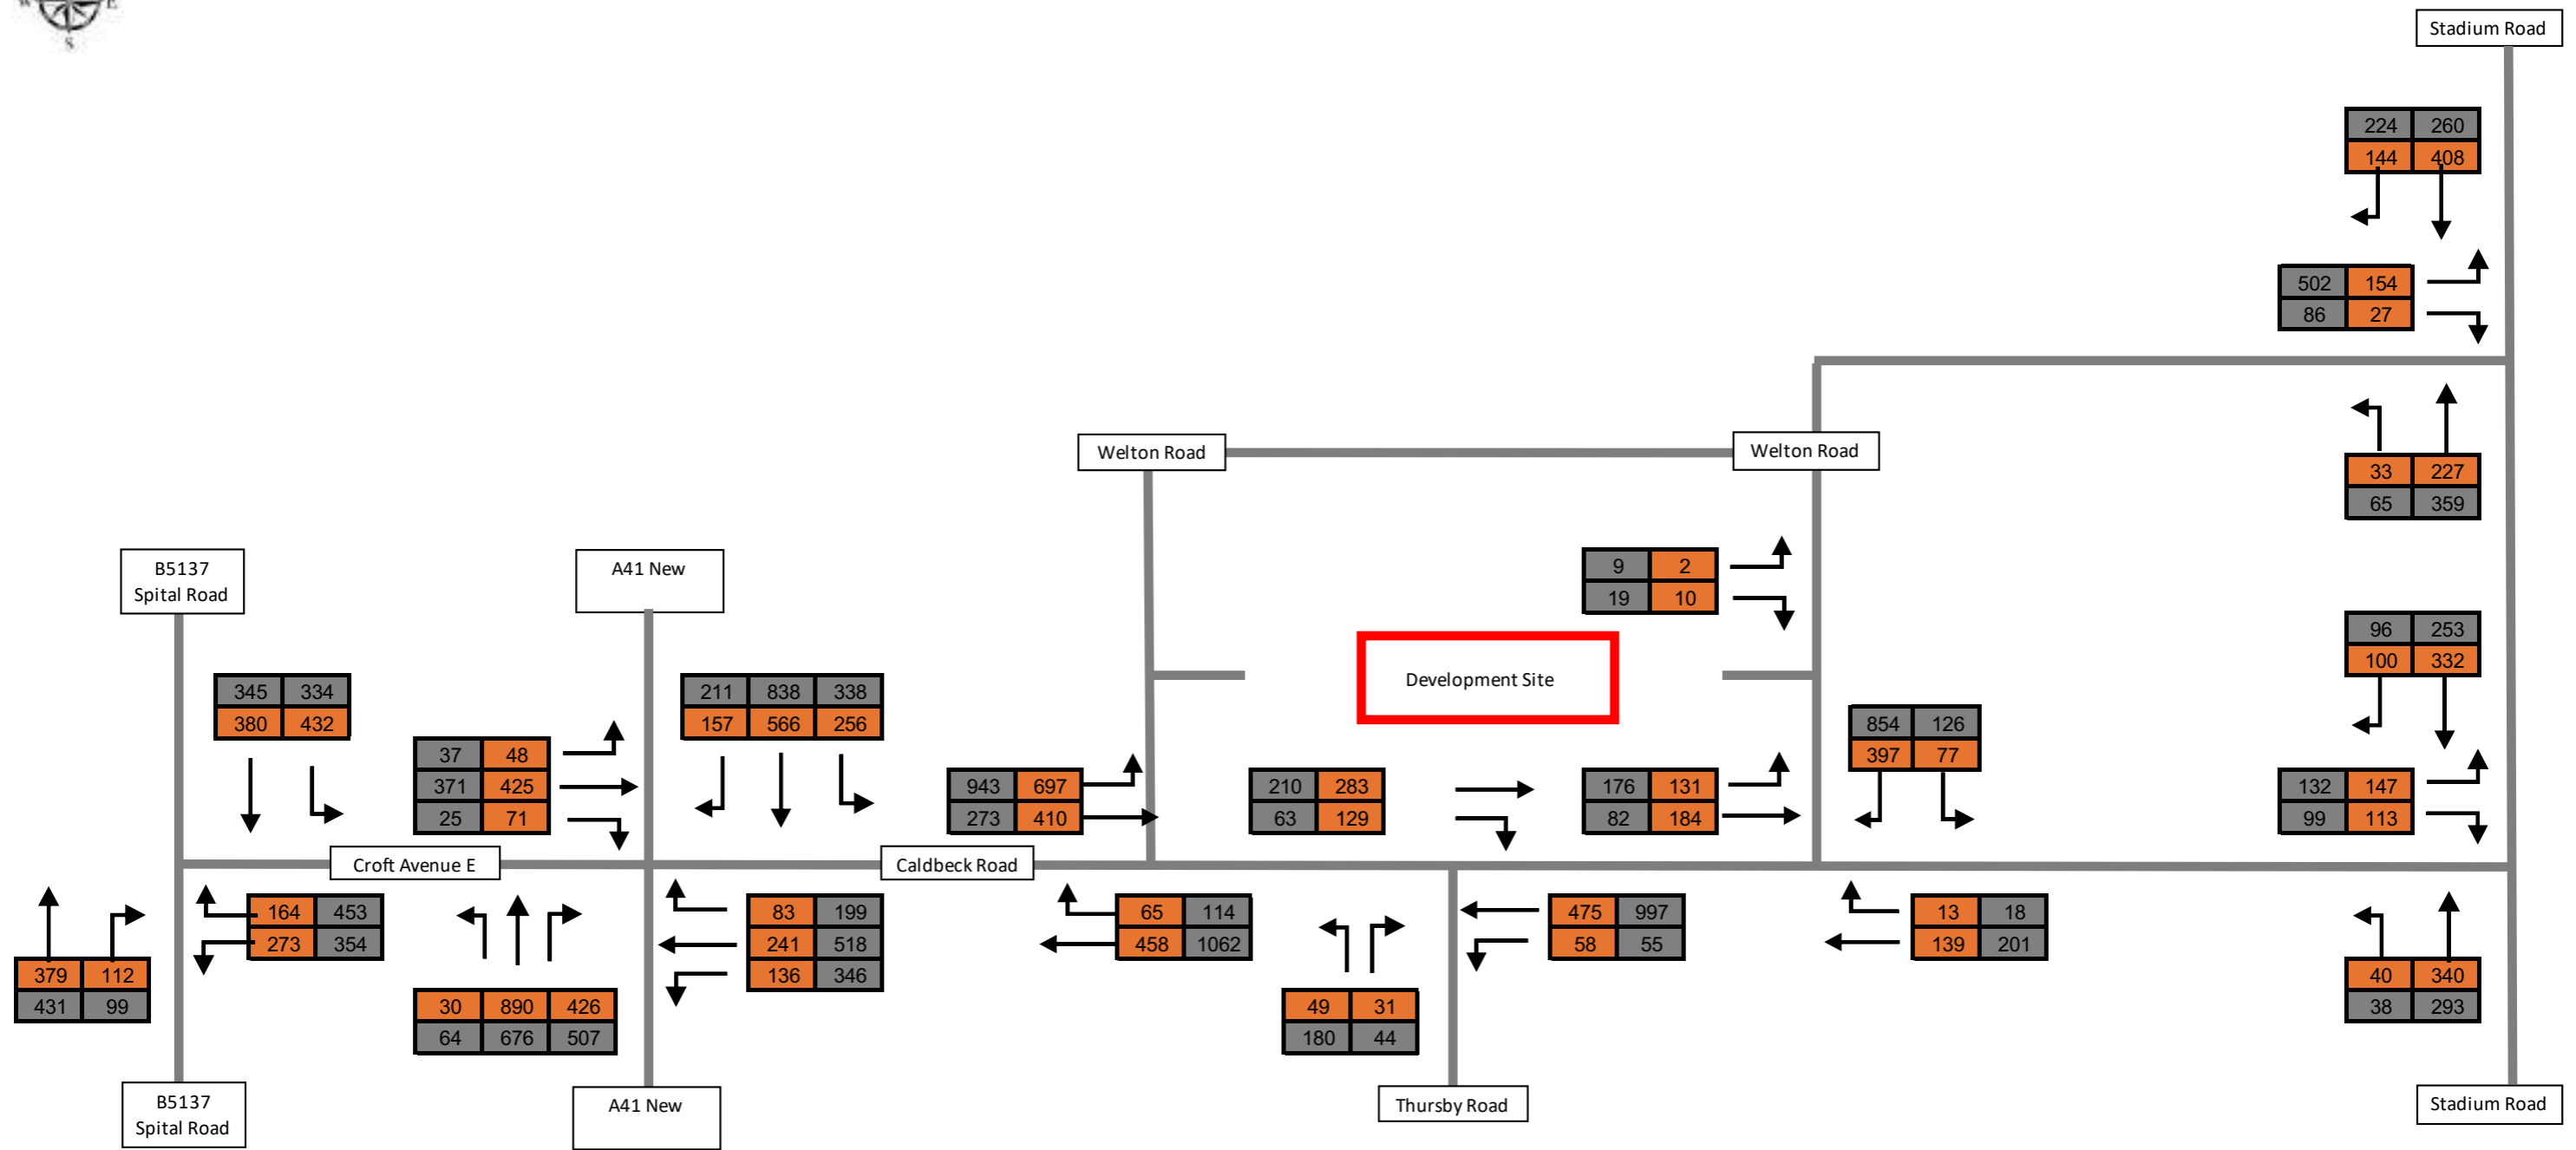 W E
S
Stadium Road
224 260
144 408
502 154
86 27
Welton Road
Welton Road
33 227
65 359
B5137
Spital Road
A41 New
9 2
19 10
96 253
100 332
Development Site
345 334
380 432
211 838 338
157 566 256
854 126
397 77
37 48
371 425
25 71
943 697
273 410
210 283
63 129
176 131
82 184
132 147
99 113
Croft Avenue E
Caldbeck Road
164 453
273 354
83 199
241 518
136 346
65 114
458 1062
475 997
58 55
13 18
139 201
379 112
431 99
30 890 426
64 676 507
49 31
180 44
40 340
38 293
B5137
Spital Road
A41 New
Thursby Road
Stadium Road